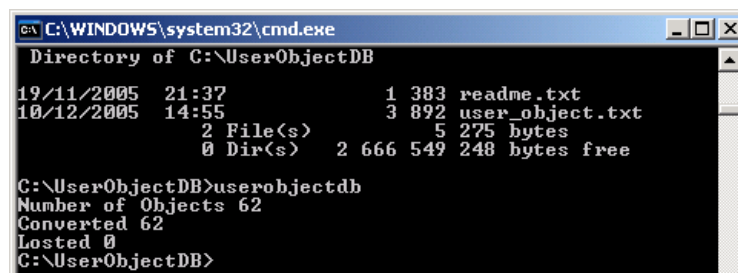 C:\WINDOWS\system32\cmd.exe
Directory of C:\UserObjectDB
19/11/2005 21:37 1 383 readme.txt
10/12/2005 14:55 3 892 user_object.txt
2 File(s) 5 275 bytes
0 Dir(s) 2 666 549 248 bytes free
C:\UserObjectDB>userobjectdb
Number of Objects 62
Converted 62
Losted 0
C:\UserObjectDB>